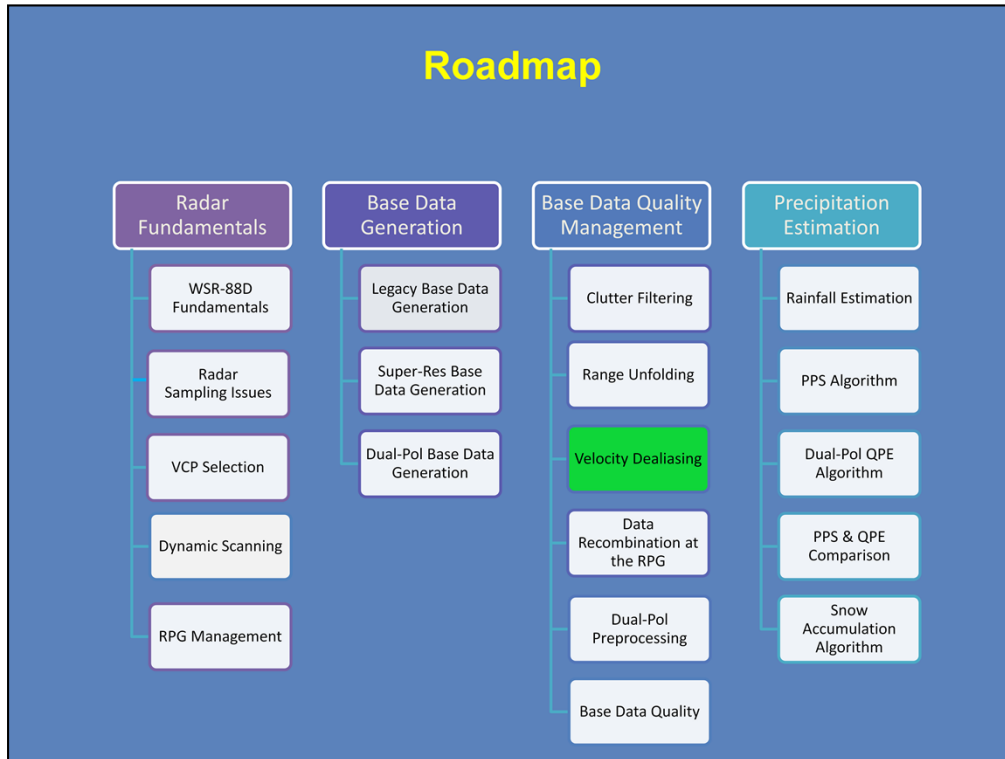 Roadmap
Radar
Fundamentals
WSR-88D
Fundamentals
Radar
Sampling Issues
VCP Selection
Dynamic Scanning
RPG Management
Base Data
Generation
Legacy Base Data
Generation
Super-Res Base
Data Generation
Dual-Pol Base Data
Generation
Base Data Quality
Management
Clutter Filtering
Range Unfolding
Velocity Dealiasing
Data
Recombination at
the RPG
Dual-Pol
Preprocessing
Base Data Quality
Precipitation
Estimation
Rainfall Estimation
PPS Algorithm
Dual-Pol QPE
Algorithm
PPS & QPE
Comparison
Snow
Accumulation
Algorithm